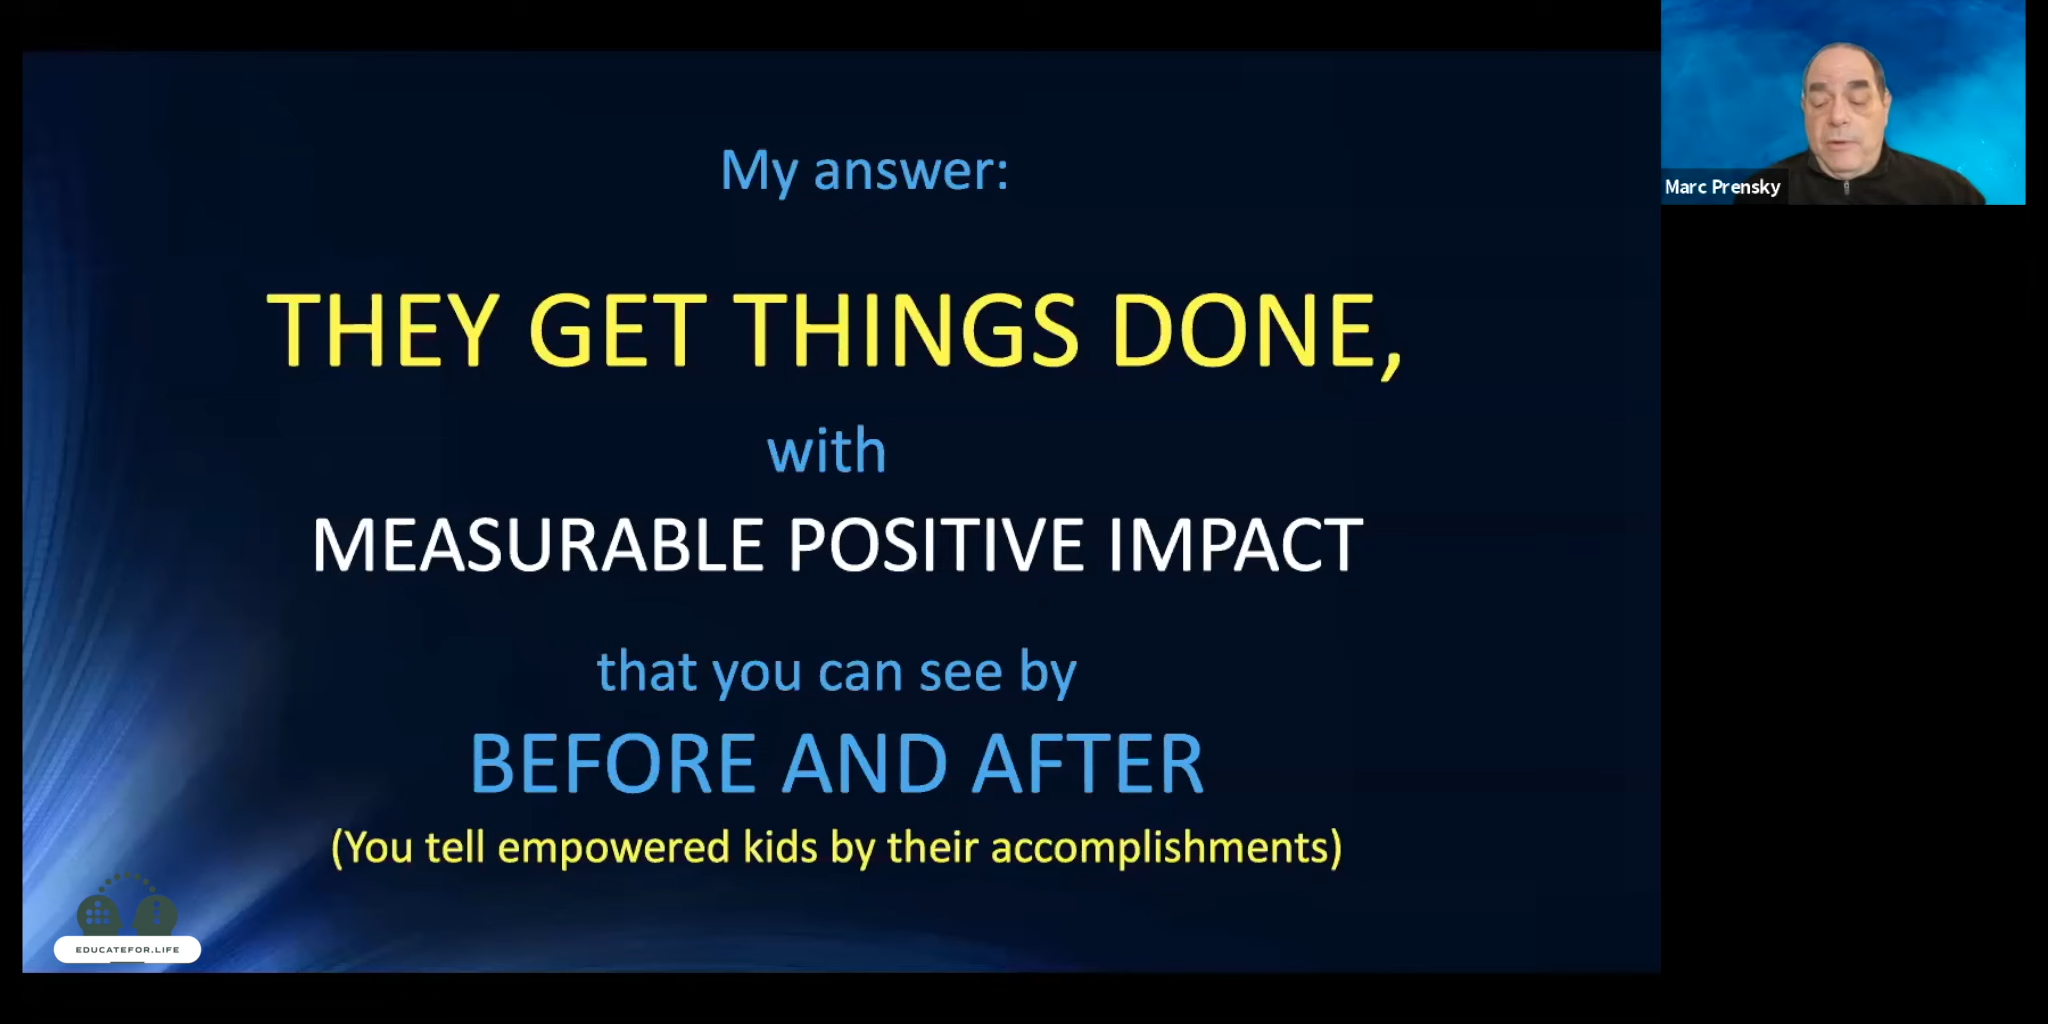 My answer:
THEY GET THINGS DONE,
with
MEASURABLE POSITIVE IMPACT
that you can see by
BEFORE AND AFTER
(You tell empowered kids by their accomplishments)
EDUCATEFOR.LIFE
Marc Prensky